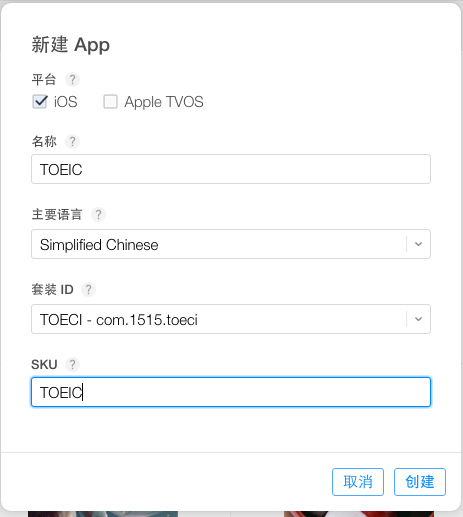 新建 App
平台 ?
iOS Apple TVOS
名称 ?
TOEIC
主要语言 ?
Simplified Chinese
套装 ID ?
TOECI - com.1515.toeci
SKU ?
TOEIC
取消 创建